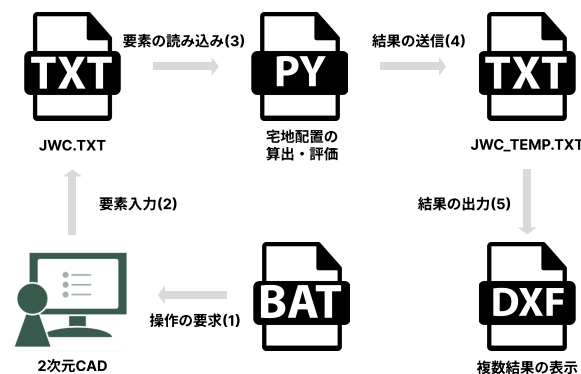 要素の読み込み(3)
結果の送信(4)
TXT
PY
TXT
JWC.TXT
宅地配置の
算出・評価
JWC_TEMP.TXT
要素入力(2)
結果の出力(5)
BAT
DXF
操作の要求(1)
2次元CAD
複数結果の表示